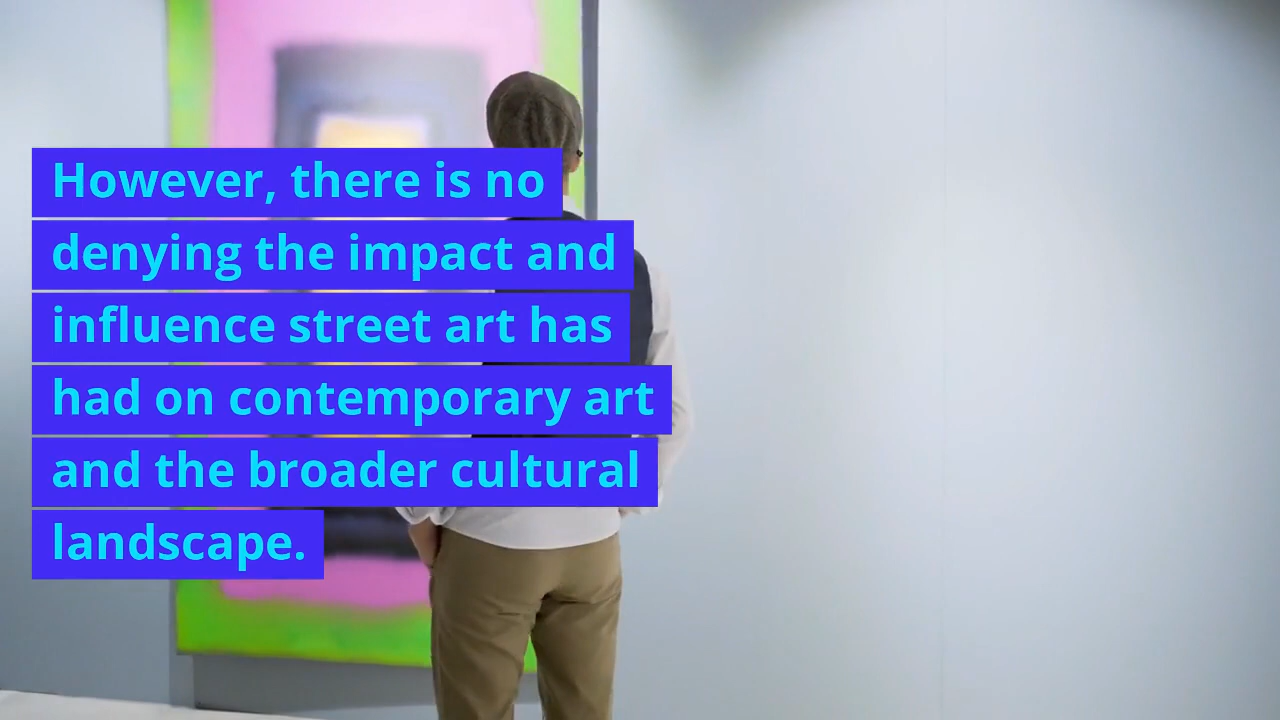 However, there is no
denying the impact and
influence street art has
had on contemporary art
and the broader cultural
landscape.